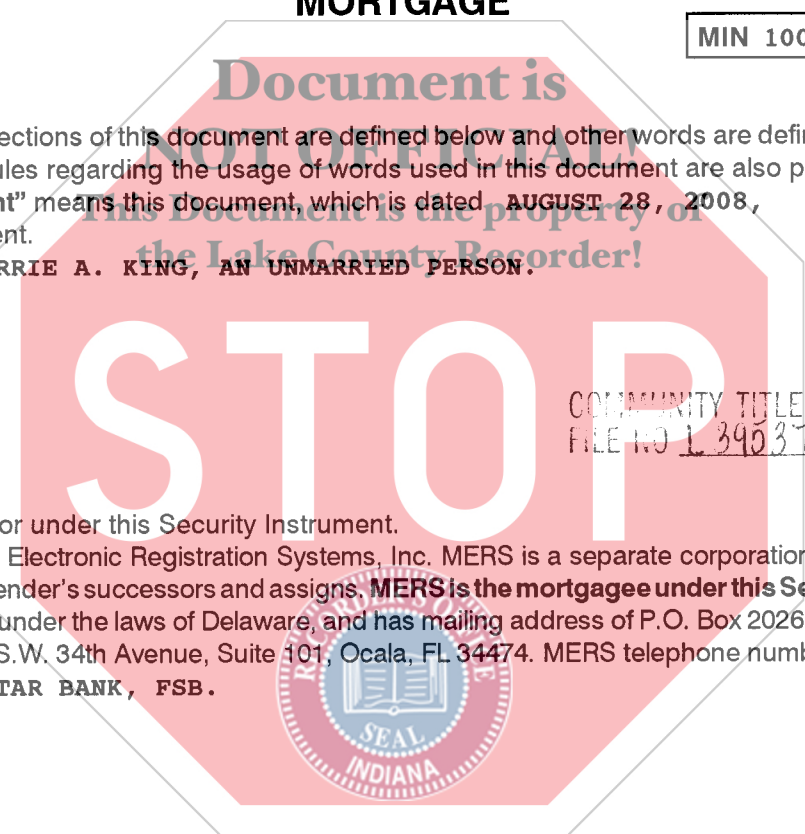 MORTGAGE
MIN 100
Document is
ections of this document are defined below and other words are defin
NOT OFFICIAL!
ules regarding the usage of words used in this document are also p
nt” means this document, which is dated AUGUST 28, 2008,
This Document is the property of
ent.
the Lake County Recorder!
RRIE A. KING, AN UNMARRIED PERSON.
STOP
COMMUNITY TITLE
FILE NO L 39537
or under this Security Instrument.
Electronic Registration Systems, Inc. MERS is a separate corporation
ender's successors and assigns. MERS is the mortgagee under this Se
under the laws of Delaware, and has mailing address of P.O. Box 2026
S.W. 34th Avenue, Suite 101, Ocala, FL 34474. MERS telephone numb
TAR BANK, FSB.
RECORDER'S OFFICE
SEAL
INDIANA